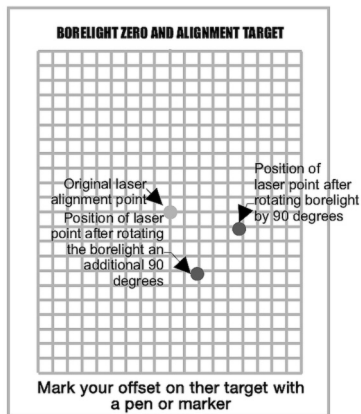 BORELIGHT ZERO AND ALIGNMENT TARGET
Original laser
alignment point
Position of laser
point after rotating
the borelight an
additional 90
degrees
Position of
laser point after
rotating borelight
by 90 degrees
Mark your offset on ther target with
a pen or marker